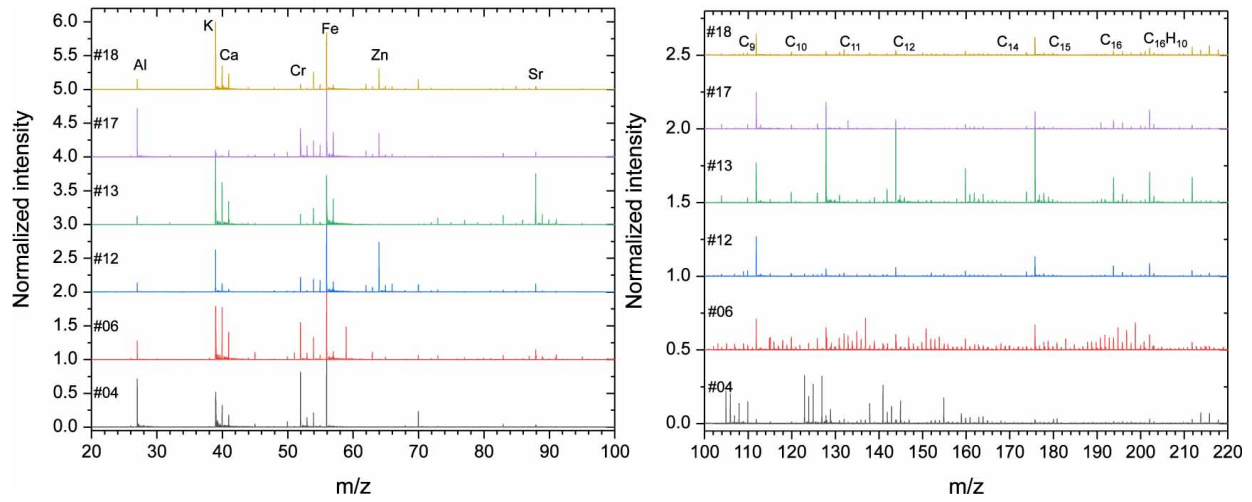 6.0
5.5
5.0
4.5
4.0
3.5
3.0
2.5
2.0
1.5
1.0
0.5
0.0
Normalized intensity
#18
#17
#13
#12
#06
#04
Al
K
Ca
Cr
Fe
Zn
Sr
20 30 40 50 60 70 80 90 100
m/z
2.5
2.0
1.5
1.0
0.5
0.0
Normalized intensity
#18
#17
#13
#12
#06
#04
C₉ C₁₀ C₁₁ C₁₂ C₁₄ C₁₅ C₁₆ C₁₆H₁₀
100 110 120 130 140 150 160 170 180 190 200 210 220
m/z